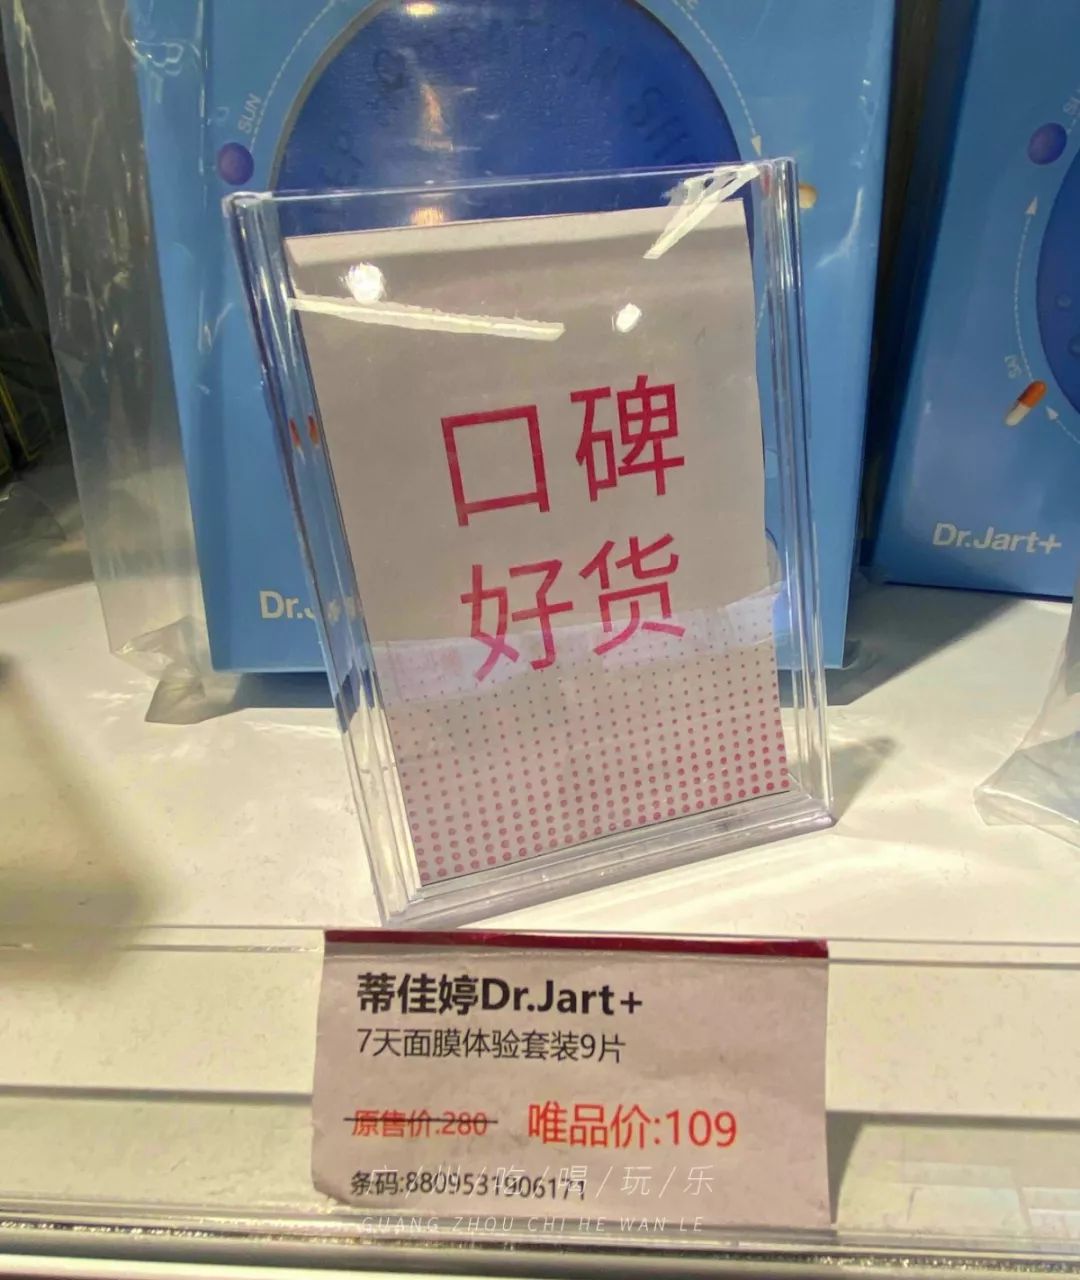 SUN
Dr.Jart+
口碑
好货
蒂佳婷Dr.Jart+
7天面膜体验套装9片
原售价:280 唯品价:109
条码:8809531906171
广/州/吃/喝/玩/乐
GUANG ZHOU CHI HE WAN LE